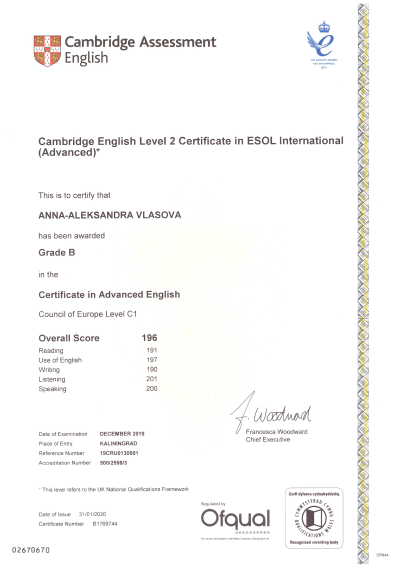 Cambridge Assessment
English
THE QUEEN'S AWARDS
FOR ENTERPRISE
2015
Cambridge English Level 2 Certificate in ESOL International
(Advanced)*
This is to certify that
ANNA-ALEKSANDRA VLASOVA
has been awarded
Grade B
in the
Certificate in Advanced English
Council of Europe Level C1
Overall Score 196
Reading 191
Use of English 197
Writing 190
Listening 201
Speaking 200
F. Woodward
Francesca Woodward
Chief Executive
Date of Examination DECEMBER 2019
Place of Entry KALININGRAD
Reference Number 19CRU0130001
Accreditation Number 500/2598/3
* This level refers to the UK National Qualifications Framework
Date of Issue 31/01/2020
Certificate Number B1769744
Regulated by
Ofqual
Corff dyfarnu cydnabyddedig
CYMWYSTERAU CYMRU
QUALIFICATIONS WALES
Recognised awarding body
02670670